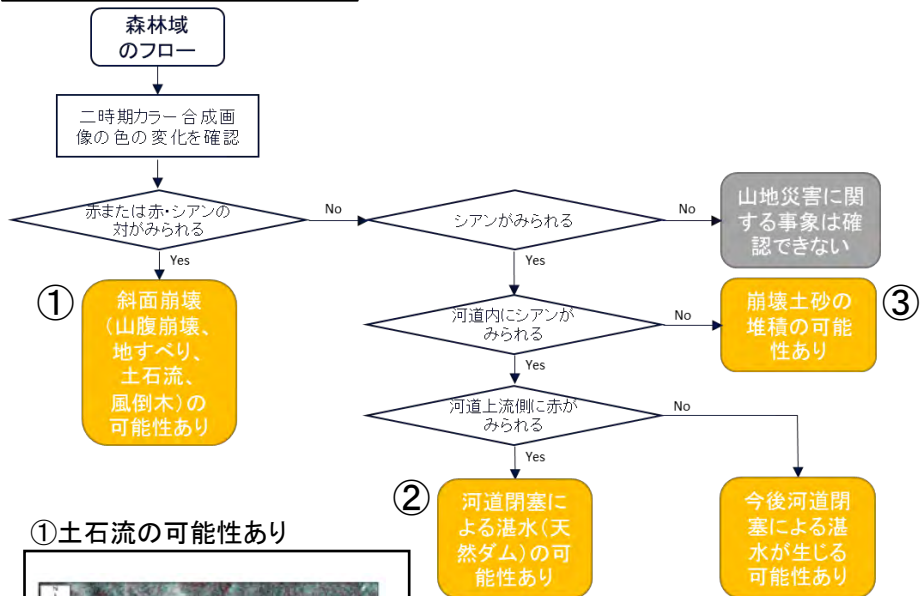 森林域
のフロー
二時期カラー合成画
像の色の変化を確認
赤または赤・シアンの
対がみられる
No
シアンがみられる
No
山地災害に関
する事象は確
認できない
Yes
Yes
①
斜面崩壊
（山腹崩壊、
地すべり、
土石流、
風倒木）の
可能性あり
河道内にシアンが
みられる
No
崩壊土砂の
堆積の可能
性あり
③
Yes
河道上流側に赤が
みられる
No
Yes
②
河道閉塞に
よる湛水（天
然ダム）の可
能性あり
今後河道閉
塞による湛
水が生じる
可能性あり
①土石流の可能性あり